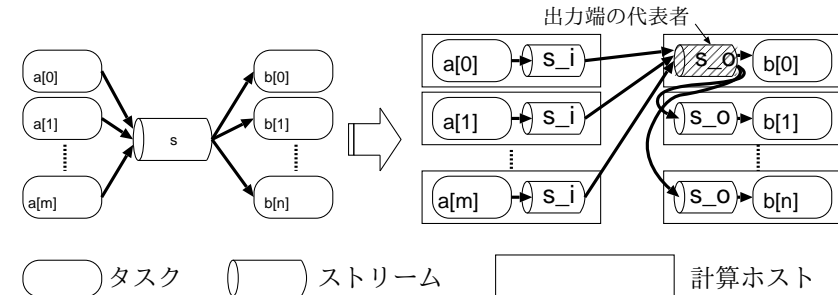 出力端の代表者
a[0]
a[1]
a[m]
s
b[0]
b[1]
b[n]
a[0] s_i
a[1] s_i
a[m] s_i
s_o b[0]
s_o b[1]
s_o b[n]
タスク ストリーム 計算ホスト